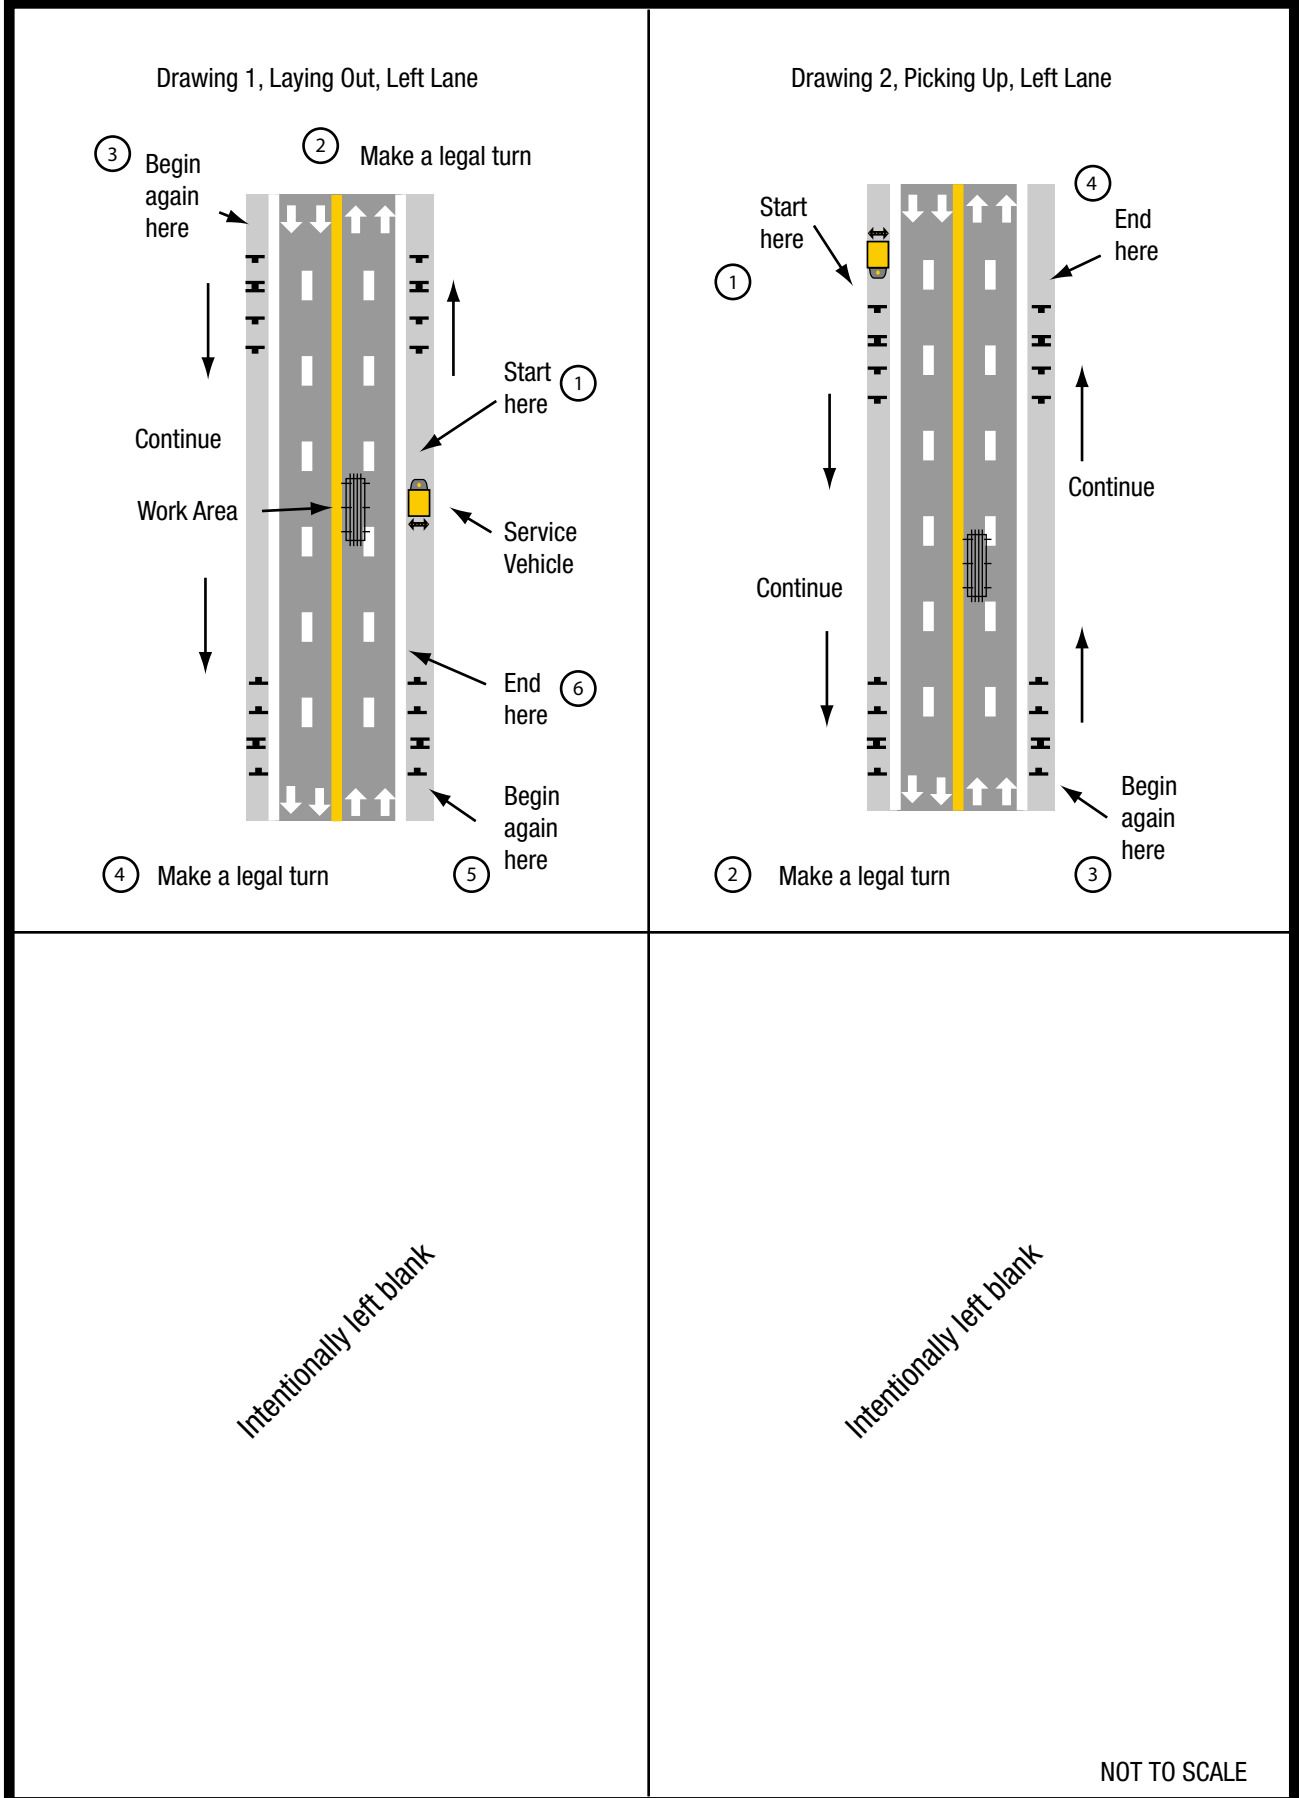 Drawing 1, Laying Out, Left Lane
3
Begin
again
here
2
Make a legal turn
Start
here
1
Continue
Work Area
Service
Vehicle
End
here
6
Begin
again
here
4
Make a legal turn
5
Drawing 2, Picking Up, Left Lane
4
Start
here
End
here
1
Continue
Continue
Begin
again
here
2
Make a legal turn
3
Intentionally left blank
Intentionally left blank
NOT TO SCALE